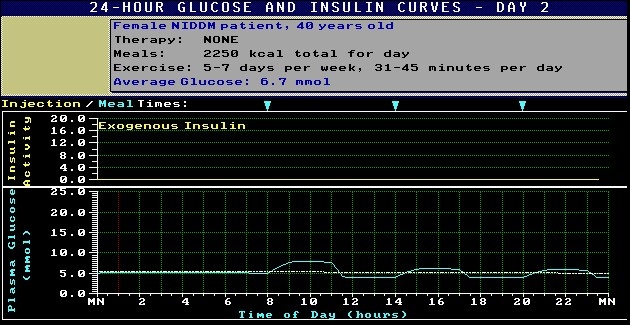 24-HOUR GLUCOSE AND INSULIN CURVES - DAY 2
Female NIDDM patient, 40 years old
Therapy: NONE
Meals: 2250 kcal total for day
Exercise: 5-7 days per week, 31-45 minutes per day
Average Glucose: 6.7 mmol
Injection / Meal Times:
Insulin Activity
20.0
16.0
12.0
8.0
4.0
0.0
Exogenous Insulin
Plasma Glucose (mmol)
25.0
20.0
15.0
10.0
5.0
0.0
MN 2 4 6 8 10 12 14 16 18 20 22 MN
Time of Day (hours)